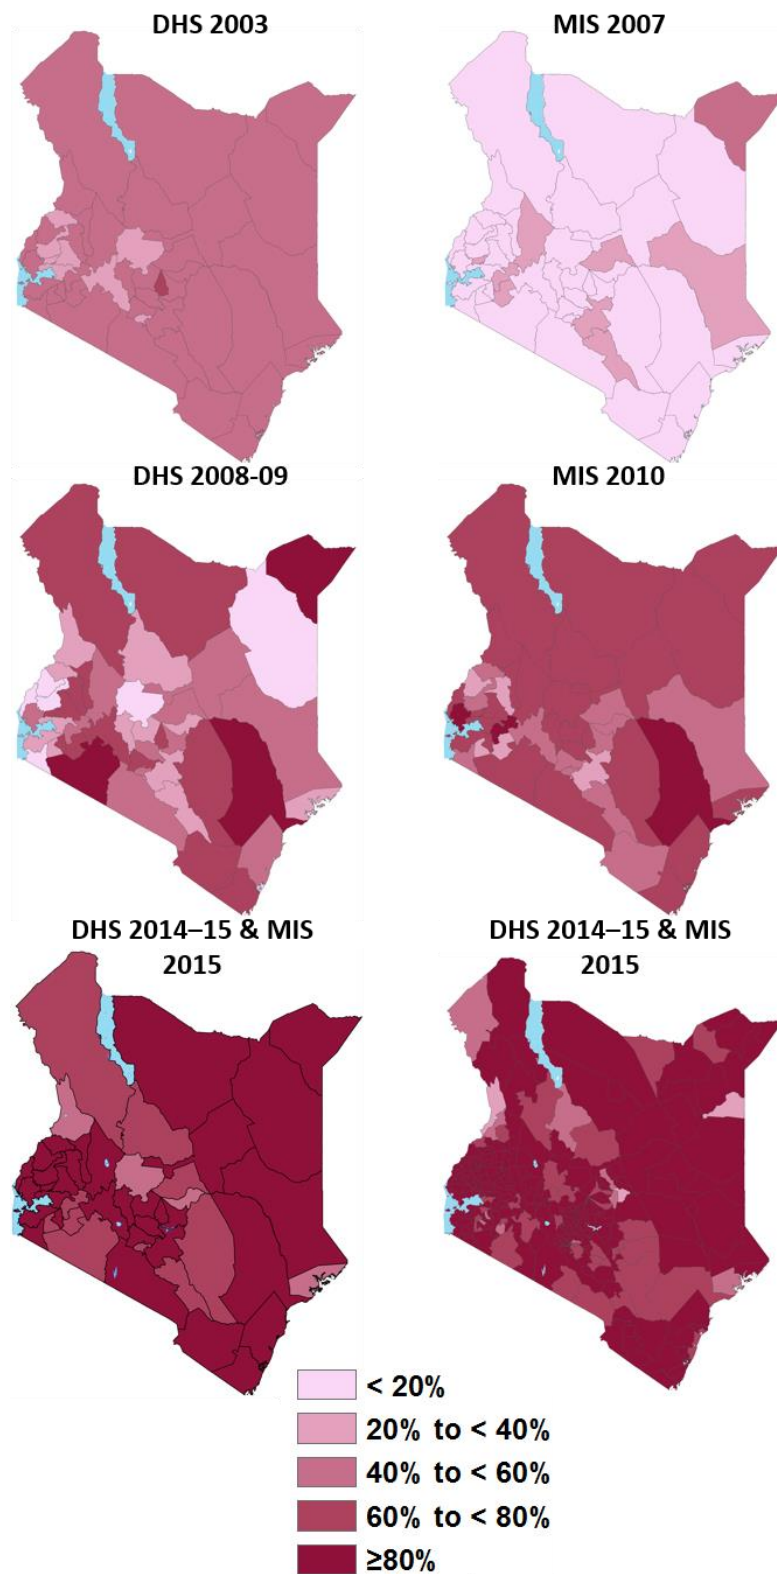 DHS 2003
MIS 2007
DHS 2008-09
MIS 2010
DHS 2014–15 & MIS
2015
DHS 2014–15 & MIS
2015
< 20%
20% to < 40%
40% to < 60%
60% to < 80%
≥80%